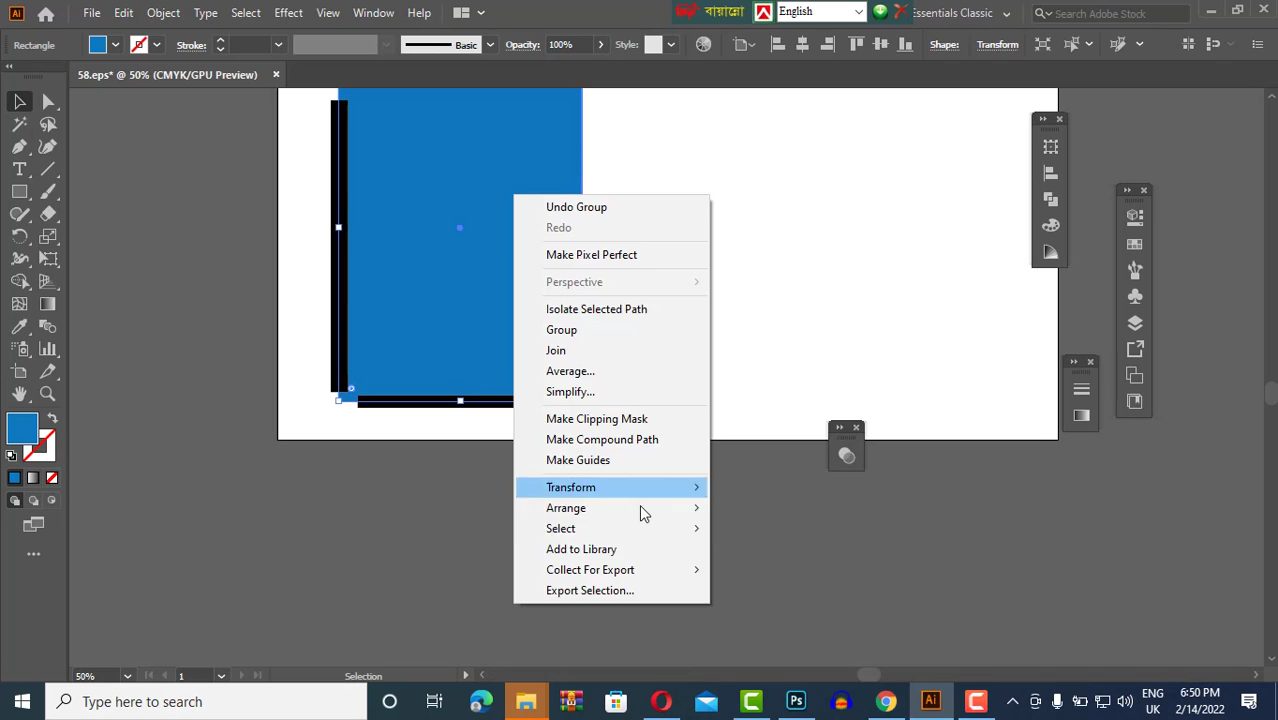 Ai File Edit Object Type Select Effect View Window Help বায়ান্নো English Essentials Classic Search Adobe Stock
Rectangle Stroke: Basic Opacity: 100% Style: Shape: Transform
58.eps* @ 50% (CMYK/GPU Preview)
Undo Group
Redo
Make Pixel Perfect
Perspective
Isolate Selected Path
Group
Join
Average...
Simplify...
Make Clipping Mask
Make Compound Path
Make Guides
Transform
Arrange
Select
Add to Library
Collect For Export
Export Selection...
50% 1 Selection
Type here to search Ps Ai ENG 6:50 PM
UK 2/14/2022